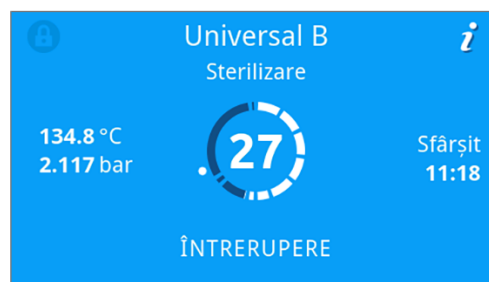 Universal B
i
Sterilizare
134.8 °C
2.117 bar
27
Sfârșit
11:18
ÎNTRERUPERE